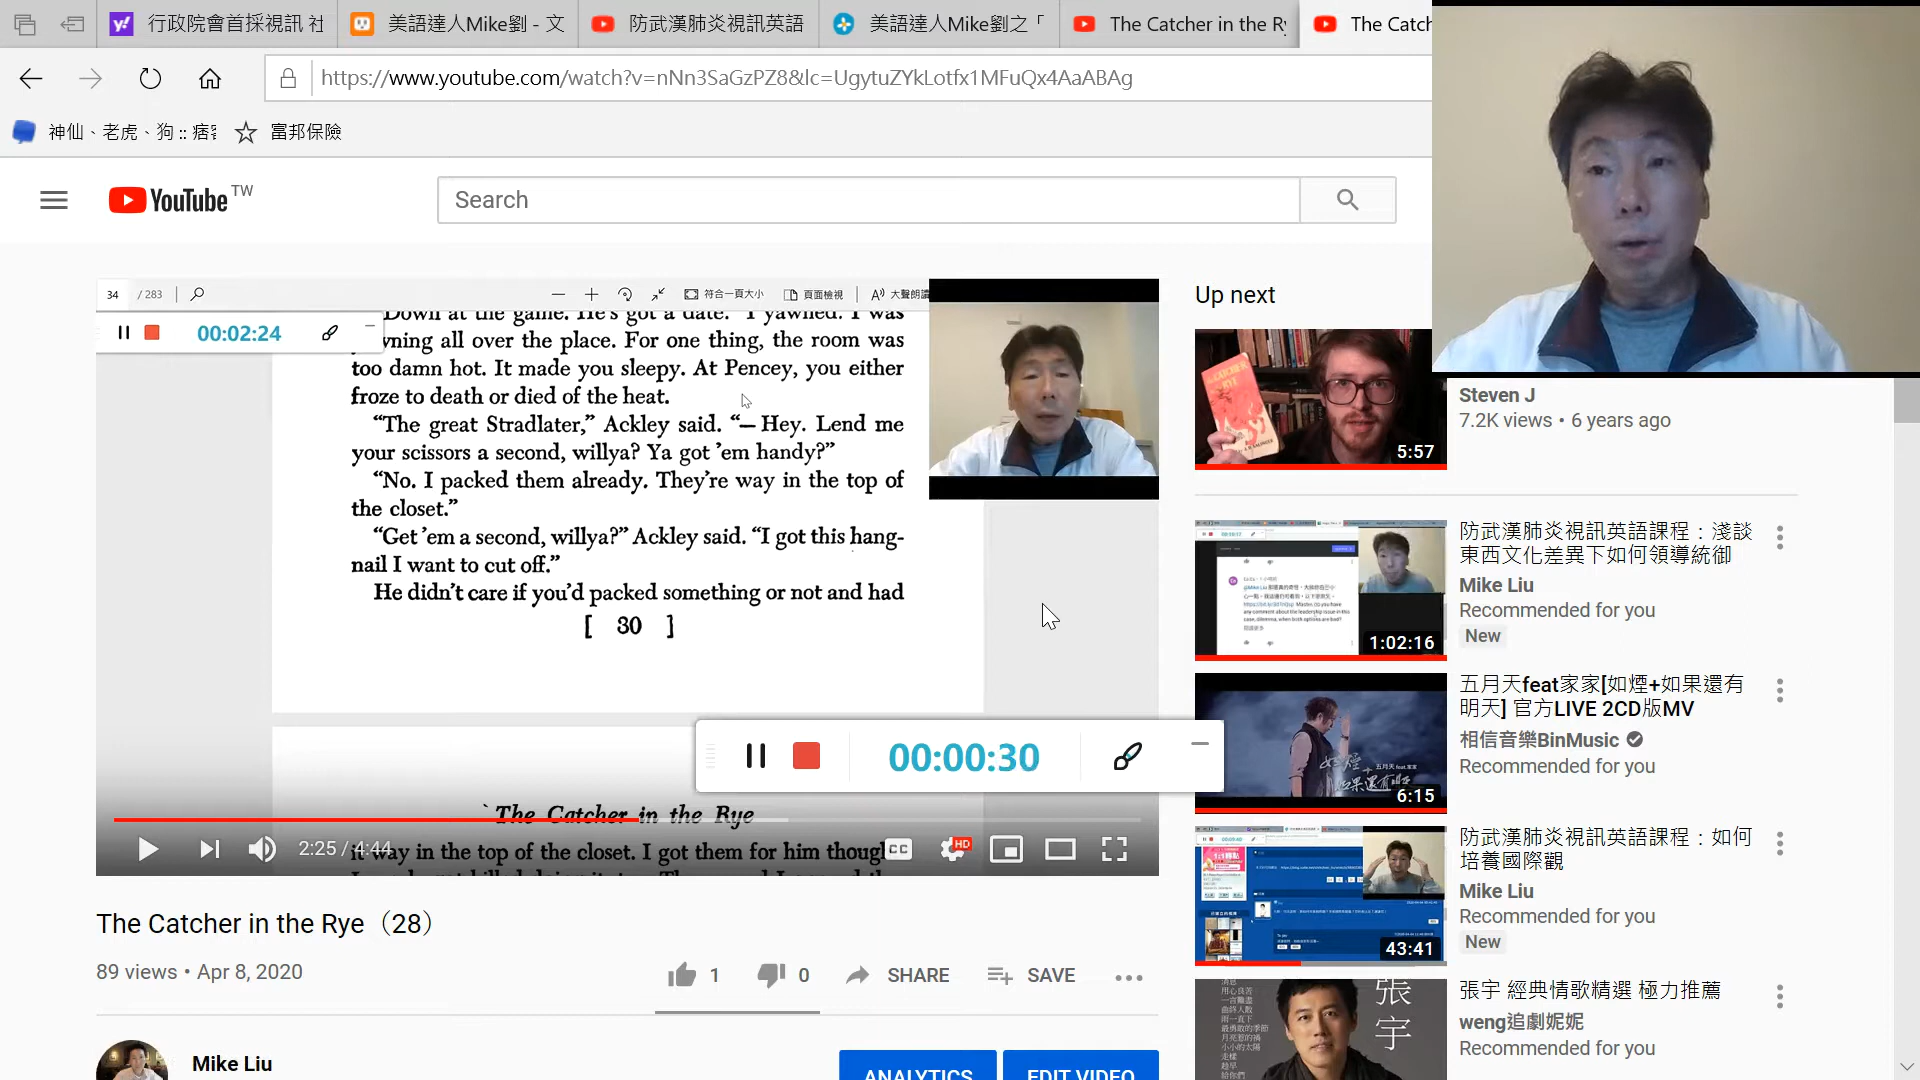 行政院會首採視訊 社
美語達人Mike劉 - 文
防武漢肺炎視訊英語
美語達人Mike劉之「
The Catcher in the Ry
The Catch
https://www.youtube.com/watch?v=nNn3SaGzPZ8&lc=UgytuZYkLotfx1MFuQx4AaABAg
神仙、老虎、狗 :: 痞客
富邦保險
YouTube TW
Search
34 / 283
符合一頁大小
頁面檢視
大聲朗讀
00:02:24
Down at the game. He's got a date." I yawned. I was
wning all over the place. For one thing, the room was
too damn hot. It made you sleepy. At Pencey, you either
froze to death or died of the heat.
“The great Stradlater,” Ackley said. “—Hey. Lend me
your scissors a second, willya? Ya got ’em handy?”
“No. I packed them already. They’re way in the top of
the closet.”
“Get ’em a second, willya?” Ackley said. “I got this hang-
nail I want to cut off.”
He didn’t care if you’d packed something or not and had
[ 30 ]
00:00:30
The Catcher in the Rye
it way in the top of the closet. I got them for him though
2:25 / 4:44
CC
HD
The Catcher in the Rye（28）
89 views • Apr 8, 2020
1
0
SHARE
SAVE
Mike Liu
ANALYTICS
EDIT VIDEO
Up next
5:57
Steven J
7.2K views • 6 years ago
1:02:16
防武漢肺炎視訊英語課程：淺談
東西文化差異下如何領導統御
Mike Liu
Recommended for you
New
6:15
五月天feat家家[如煙+如果還有
明天] 官方LIVE 2CD版MV
相信音樂BinMusic
Recommended for you
43:41
防武漢肺炎視訊英語課程：如何
培養國際觀
Mike Liu
Recommended for you
New
張宇
張宇 經典情歌精選 極力推薦
weng追劇妮妮
Recommended for you